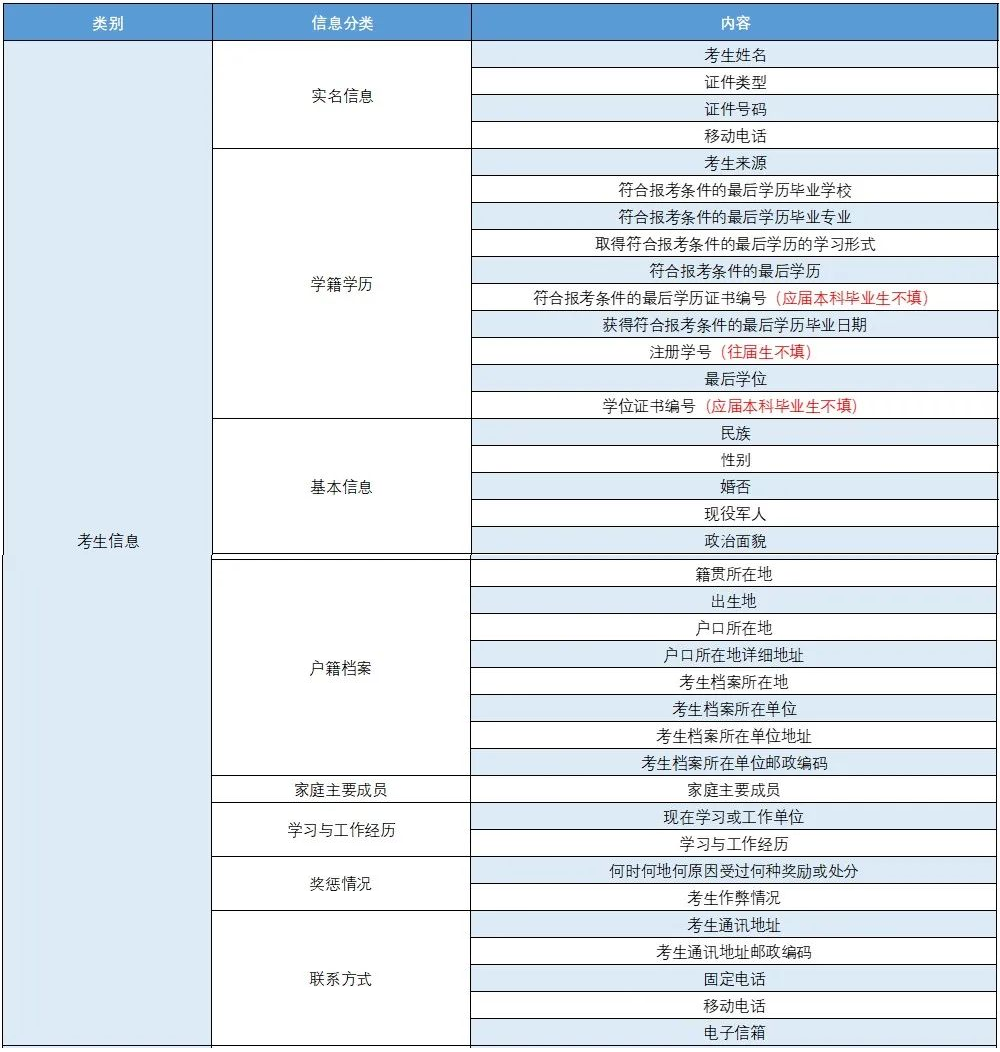 类别 信息分类 内容
考生姓名
证件类型
实名信息
证件号码
移动电话
考生来源
符合报考条件的最后学历毕业学校
符合报考条件的最后学历毕业专业
取得符合报考条件的最后学历的学习形式
符合报考条件的最后学历
学籍学历
符合报考条件的最后学历证书编号（应届本科毕业生不填）
获得符合报考条件的最后学历毕业日期
注册学号（往届生不填）
最后学位
学位证书编号（应届本科毕业生不填）
民族
性别
基本信息 婚否
现役军人
考生信息 政治面貌
籍贯所在地
出生地
户口所在地
户口所在地详细地址
户籍档案
考生档案所在地
考生档案所在单位
考生档案所在单位地址
考生档案所在单位邮政编码
家庭主要成员 家庭主要成员
现在学习或工作单位
学习与工作经历
学习与工作经历
何时何地何原因受过何种奖励或处分
奖惩情况
考生作弊情况
考生通讯地址
考生通讯地址邮政编码
联系方式 固定电话
移动电话
电子信箱